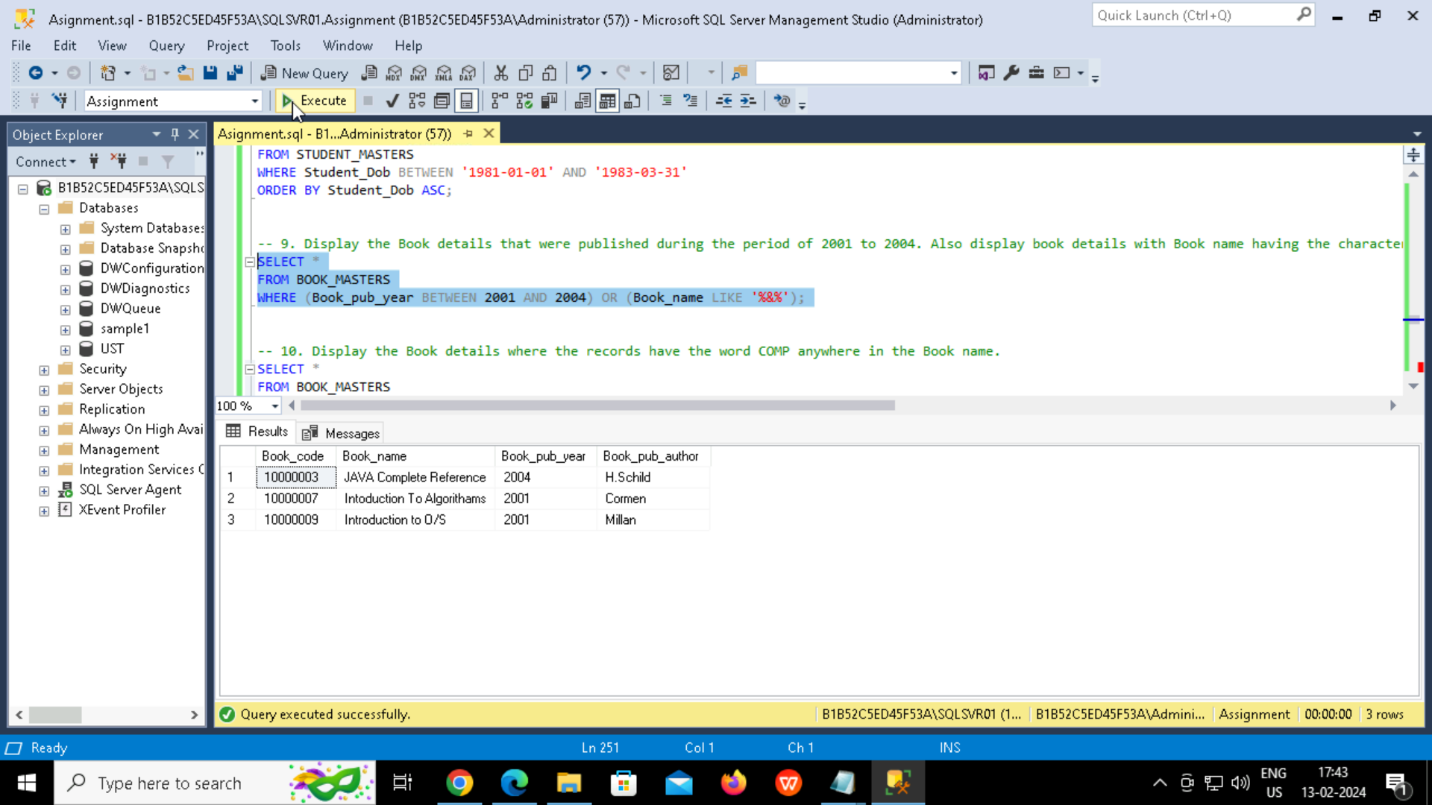 Assignment.sql - B1B52C5ED45F53A\SQLSVR01.Assignment (B1B52C5ED45F53A\Administrator (57)) - Microsoft SQL Server Management Studio (Administrator)
Quick Launch (Ctrl+Q)
File Edit View Query Project Tools Window Help
New Query
MDX DMX XMLA DAX
Assignment
Execute
Object Explorer
Asignment.sql - B1...Administrator (57))
Connect
B1B52C5ED45F53A\SQLS
Databases
System Databases
Database Snapsho
DWConfiguration
DWDiagnostics
DWQueue
sample1
UST
Security
Server Objects
Replication
Always On High Avai
Management
Integration Services C
SQL Server Agent
XEvent Profiler
FROM STUDENT_MASTERS
WHERE Student_Dob BETWEEN '1981-01-01' AND '1983-03-31'
ORDER BY Student_Dob ASC;
-- 9. Display the Book details that were published during the period of 2001 to 2004. Also display book details with Book name having the characte
SELECT *
FROM BOOK_MASTERS
WHERE (Book_pub_year BETWEEN 2001 AND 2004) OR (Book_name LIKE '%&%');
-- 10. Display the Book details where the records have the word COMP anywhere in the Book name.
SELECT *
FROM BOOK_MASTERS
100 %
Results Messages
Book_code Book_name Book_pub_year Book_pub_author
1 10000003 JAVA Complete Reference 2004 H.Schild
2 10000007 Intoduction To Algorithams 2001 Cormen
3 10000009 Introduction to O/S 2001 Millan
Query executed successfully.
B1B52C5ED45F53A\SQLSVR01 (1... B1B52C5ED45F53A\Admini... Assignment 00:00:00 3 rows
Ready Ln 251 Col 1 Ch 1 INS
Type here to search
ENG
US
17:43
13-02-2024
1